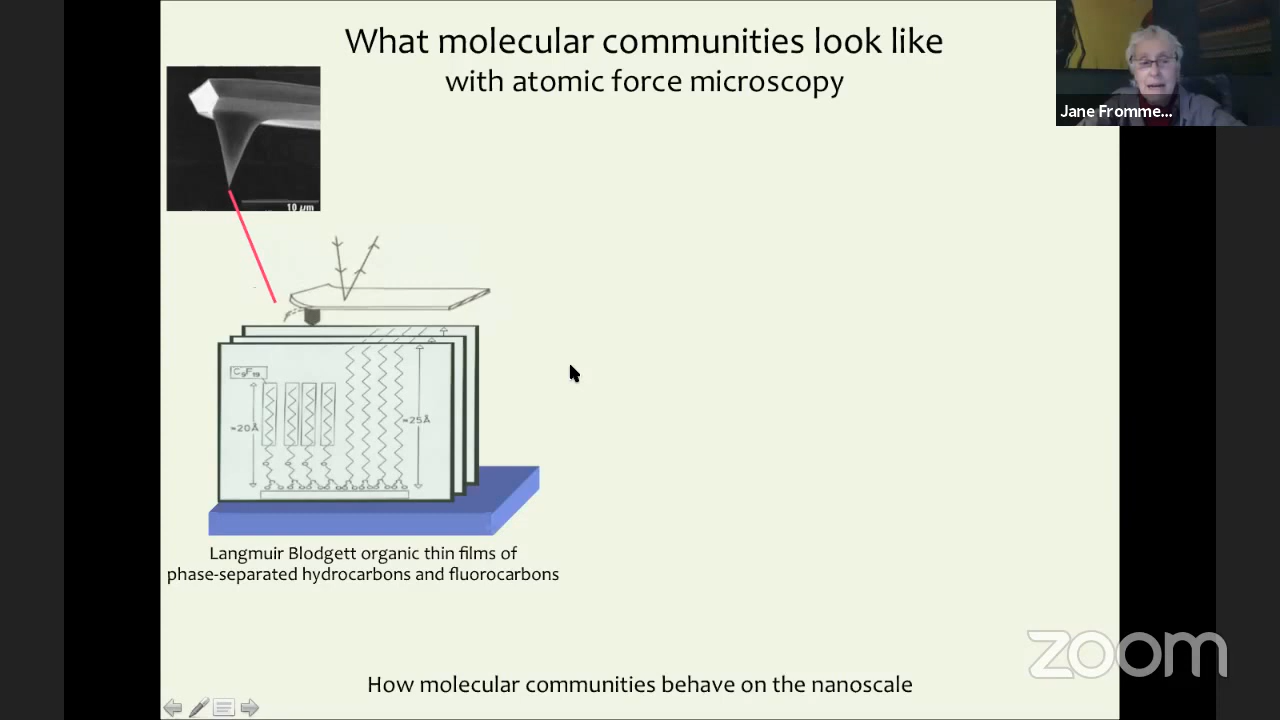 What molecular communities look like
with atomic force microscopy
Jane Fromme...
10 µm
C₉F₁₉
≈20Å
≈25Å
Langmuir Blodgett organic thin films of
phase-separated hydrocarbons and fluorocarbons
zoom
How molecular communities behave on the nanoscale